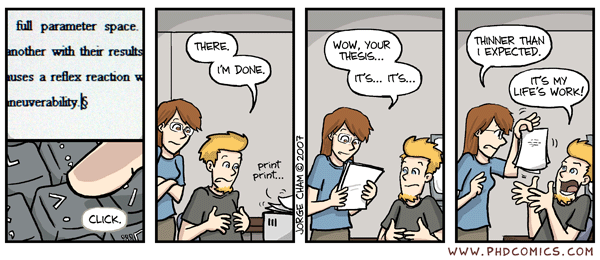 full parameter space.
another with their results
uses a reflex reaction w
neuverability.§
CLICK.
THERE.
I'M DONE.
print
print...
JORGE CHAM © 2007
WOW, YOUR
THESIS...
IT'S... IT'S...
THINNER THAN
I EXPECTED.
IT'S MY
LIFE'S WORK!
WWW.PHDCOMICS.COM